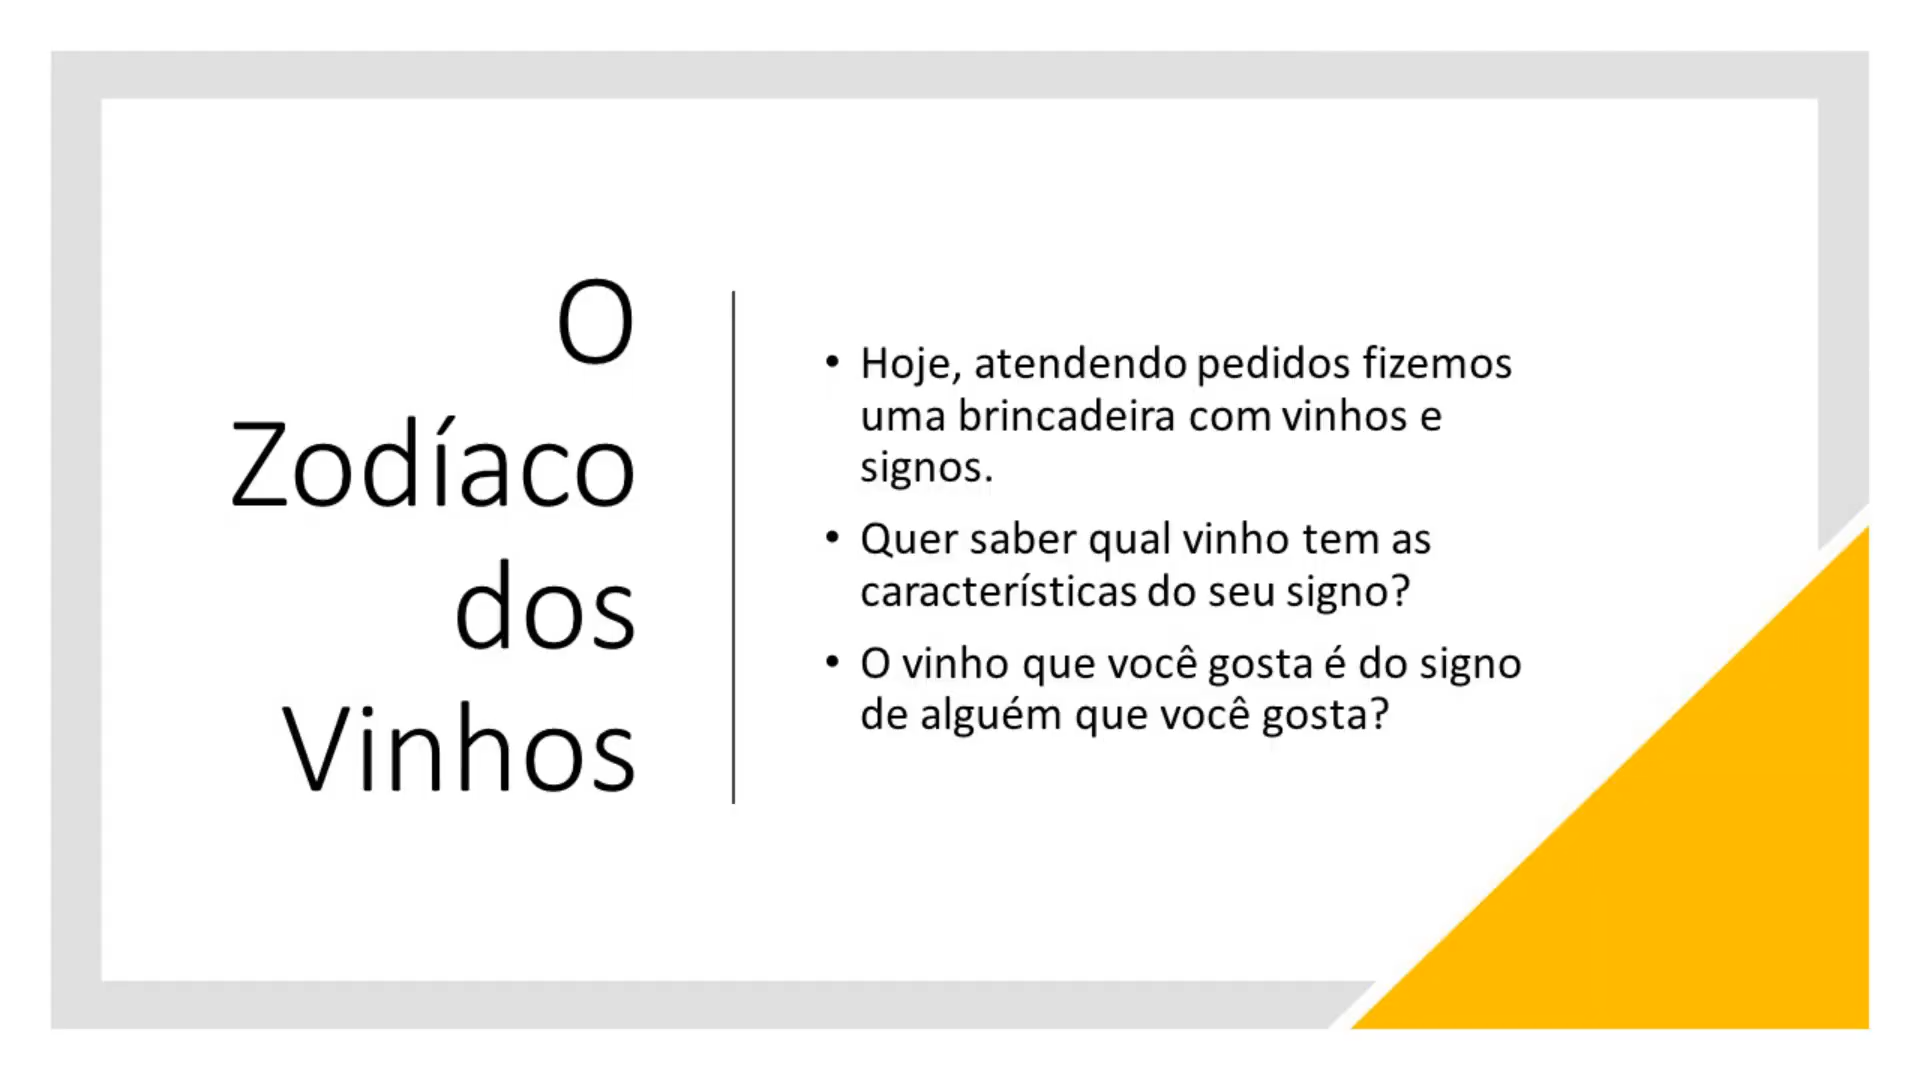 O
Zodíaco
dos
Vinhos
• Hoje, atendendo pedidos fizemos
uma brincadeira com vinhos e
signos.
• Quer saber qual vinho tem as
características do seu signo?
• O vinho que você gosta é do signo
de alguém que você gosta?